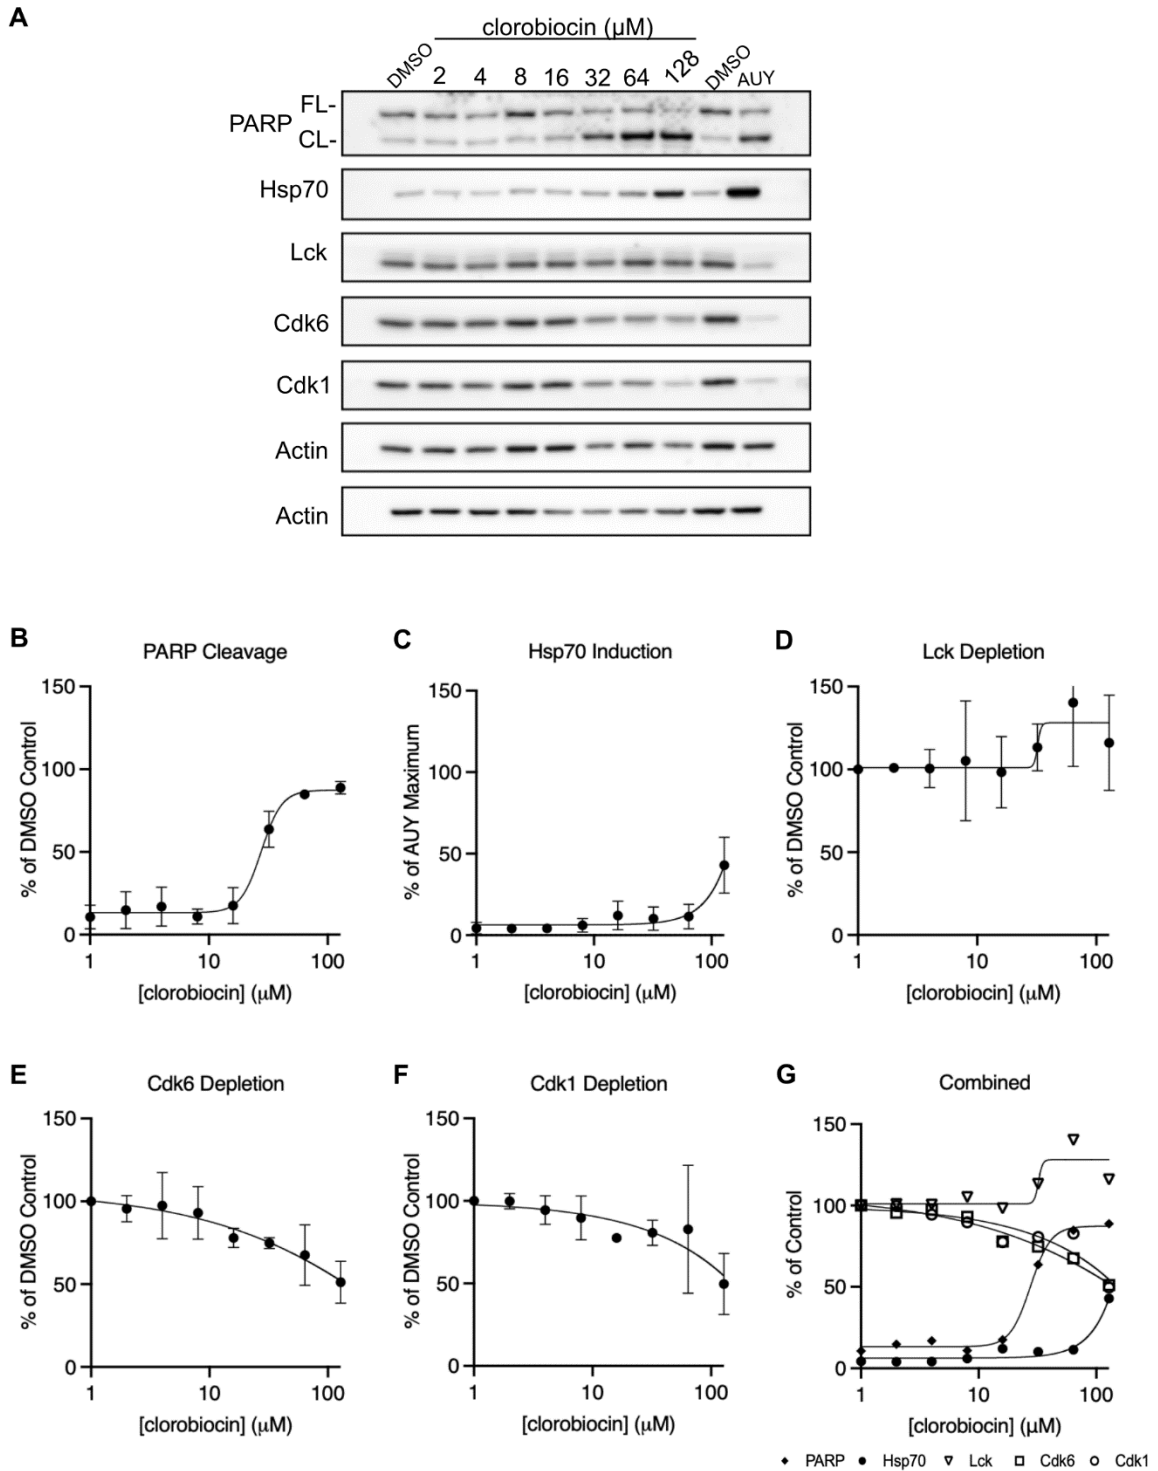 A
clorobiocin (µM)
DMSO 2 4 8 16 32 64 128 DMSO AUY
FL-
PARP
CL-
Hsp70
Lck
Cdk6
Cdk1
Actin
Actin
B
PARP Cleavage
150
100
50
0
% of DMSO Control
1 10 100
[clorobiocin] (µM)
C
Hsp70 Induction
150
100
50
0
% of AUY Maximum
1 10 100
[clorobiocin] (µM)
D
Lck Depletion
150
100
50
0
% of DMSO Control
1 10 100
[clorobiocin] (µM)
E
Cdk6 Depletion
150
100
50
0
% of DMSO Control
1 10 100
[clorobiocin] (µM)
F
Cdk1 Depletion
150
100
50
0
% of DMSO Control
1 10 100
[clorobiocin] (µM)
G
Combined
150
100
50
0
% of Control
1 10 100
[clorobiocin] (µM)
PARP Hsp70 Lck Cdk6 Cdk1